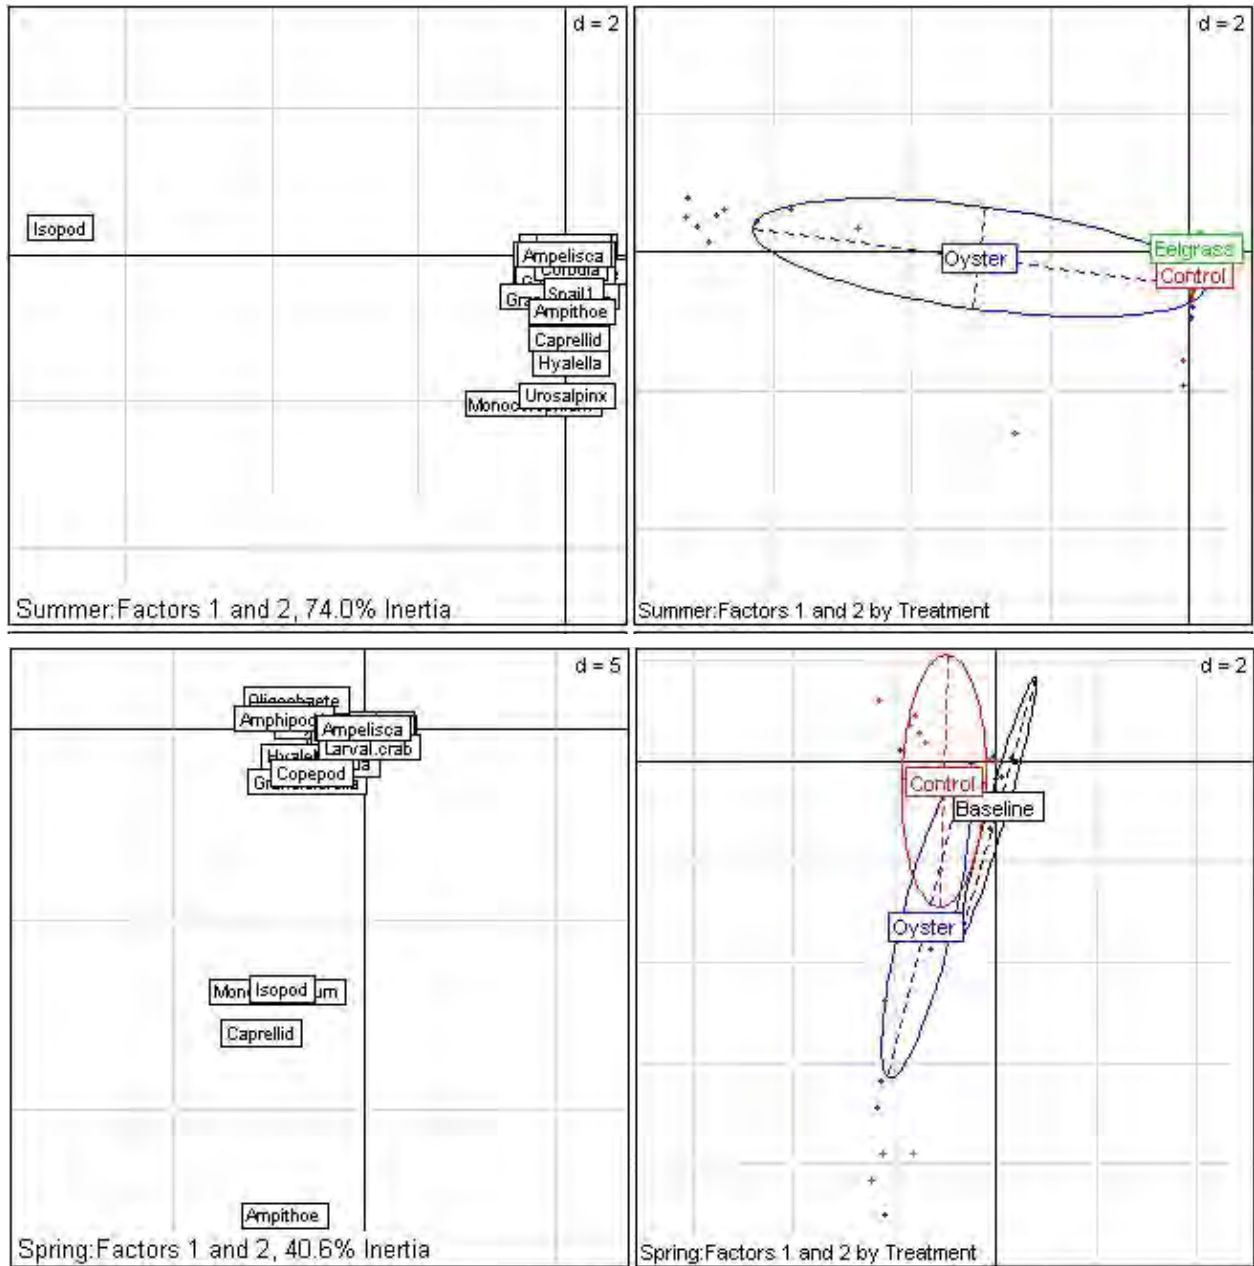 d = 2
Isopod
Ampelisca
Corbula
Snail1
Ampithoe
Caprellid
Hyalella
Urosalpinx
Summer:Factors 1 and 2, 74.0% Inertia
d = 2
Eelgrass
Oyster
Control
Summer:Factors 1 and 2 by Treatment
d = 5
Oligochaete
Amphipod
Ampelisca
Larval.crab
Copepod
Isopod
Caprellid
Ampithoe
Spring:Factors 1 and 2, 40.6% Inertia
d = 2
Control
Baseline
Oyster
Spring:Factors 1 and 2 by Treatment